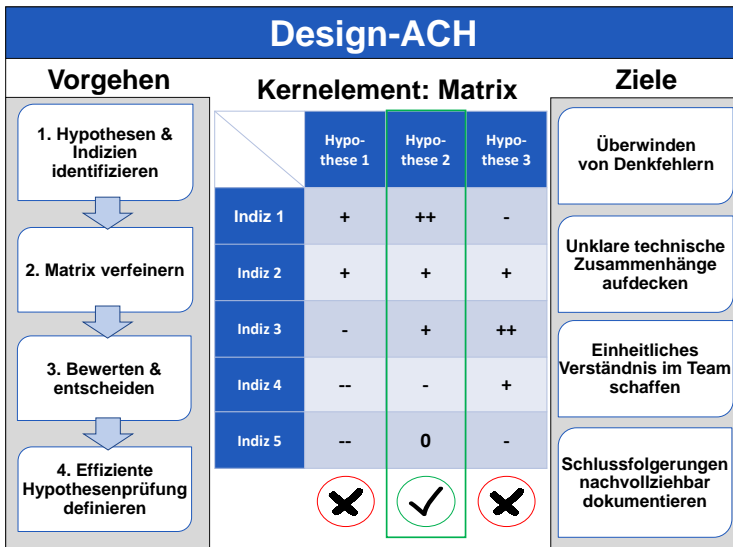 Design-ACH
Vorgehen
1. Hypothesen &
Indizien
identifizieren
2. Matrix verfeinern
3. Bewerten &
entscheiden
4. Effiziente
Hypothesenprüfung
definieren
Kernelement: Matrix
Hypo-
these 1
Hypo-
these 2
Hypo-
these 3
Indiz 1 + ++ -
Indiz 2 + + +
Indiz 3 - + ++
Indiz 4 -- - +
Indiz 5 -- 0 -
Ziele
Überwinden
von Denkfehlern
Unklare technische
Zusammenhänge
aufdecken
Einheitliches
Verständnis im Team
schaffen
Schlussfolgerungen
nachvollziehbar
dokumentieren